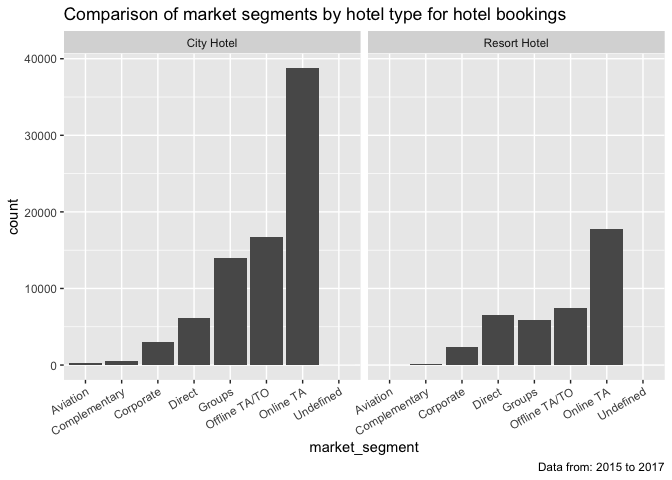 Comparison of market segments by hotel type for hotel bookings
City Hotel
Resort Hotel
40000
30000
20000
10000
0
count
Aviation
Complementary
Corporate
Direct
Groups
Offline TA/TO
Online TA
Undefined
Aviation
Complementary
Corporate
Direct
Groups
Offline TA/TO
Online TA
Undefined
market_segment
Data from: 2015 to 2017